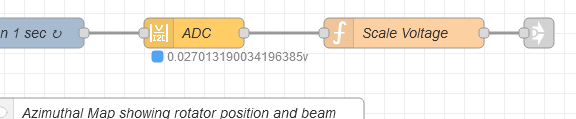 n 1 sec ↻
ADC
Scale Voltage
0.027013190034196385v
Azimuthal Map showing rotator position and beam